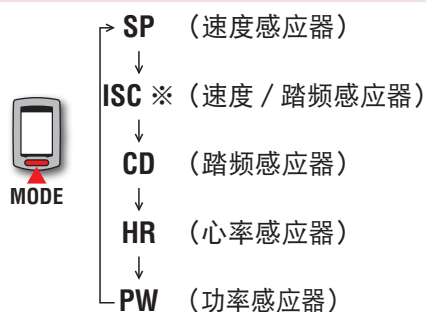 SP （速度感应器）
ISC ※（速度 / 踏频感应器）
CD （踏频感应器）
MODE
HR （心率感应器）
PW （功率感应器）